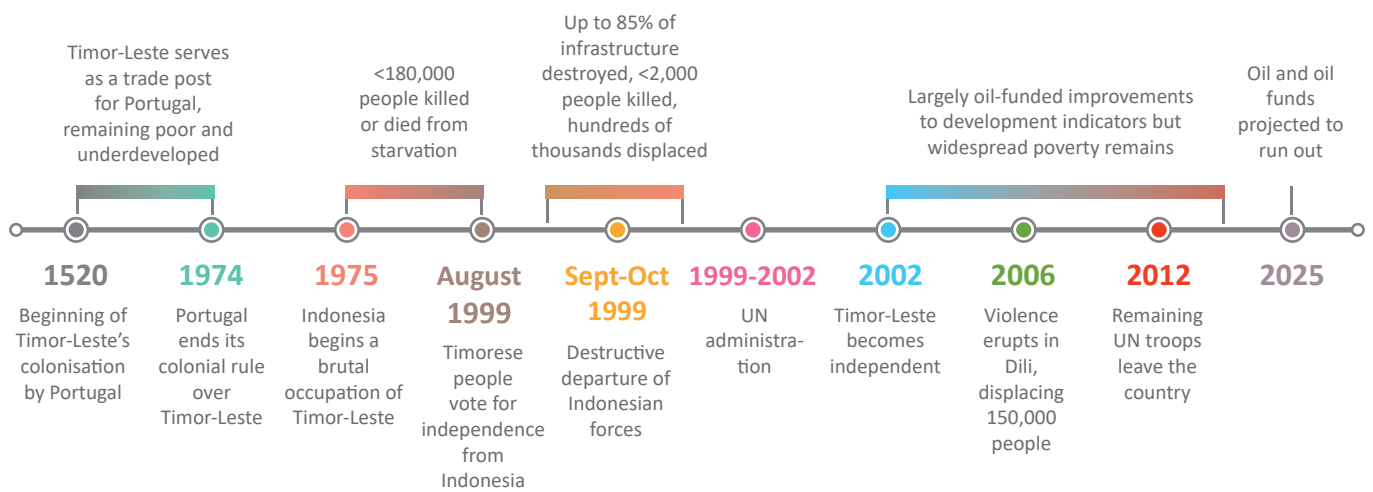 Timor-Leste serves
as a trade post
for Portugal,
remaining poor and
underdeveloped
<180,000
people killed
or died from
starvation
Up to 85% of
infrastructure
destroyed, <2,000
people killed,
hundreds of
thousands displaced
Largely oil-funded improvements
to development indicators but
widespread poverty remains
Oil and oil
funds
projected to
run out
1520
Beginning of
Timor-Leste’s
colonisation
by Portugal
1974
Portugal
ends its
colonial rule
over
Timor-Leste
1975
Indonesia
begins a
brutal
occupation of
Timor-Leste
August
1999
Timorese
people
vote for
independence
from
Indonesia
Sept-Oct
1999
Destructive
departure of
Indonesian
forces
1999-2002
UN
administra-
tion
2002
Timor-Leste
becomes
independent
2006
Violence
erupts in
Dili,
displacing
150,000
people
2012
Remaining
UN troops
leave the
country
2025